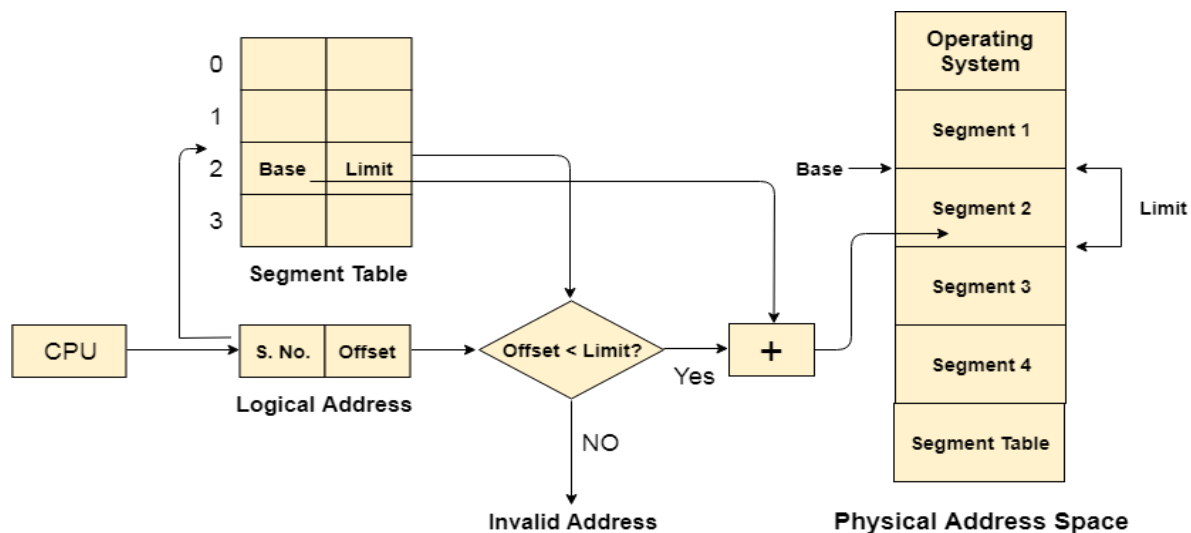 0
1
2
3
Base
Limit
Segment Table
CPU
S. No.
Offset
Logical Address
Offset < Limit?
Yes
+
NO
Invalid Address
Operating
System
Segment 1
Base
Segment 2
Limit
Segment 3
Segment 4
Segment Table
Physical Address Space